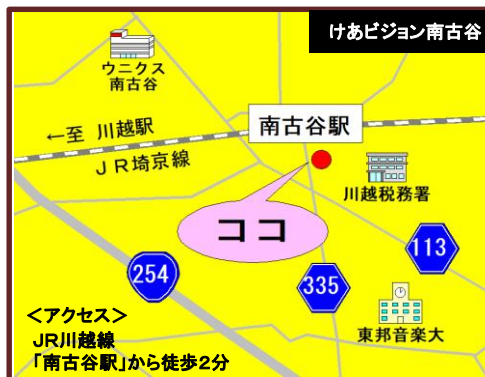 けあビジョン南古谷
ウニクス
南古谷
南古谷駅
←至 川越駅
JR埼京線
川越税務署
ココ
113
254
335
東邦音楽大
<アクセス>
JR川越線
「南古谷駅」から徒歩2分